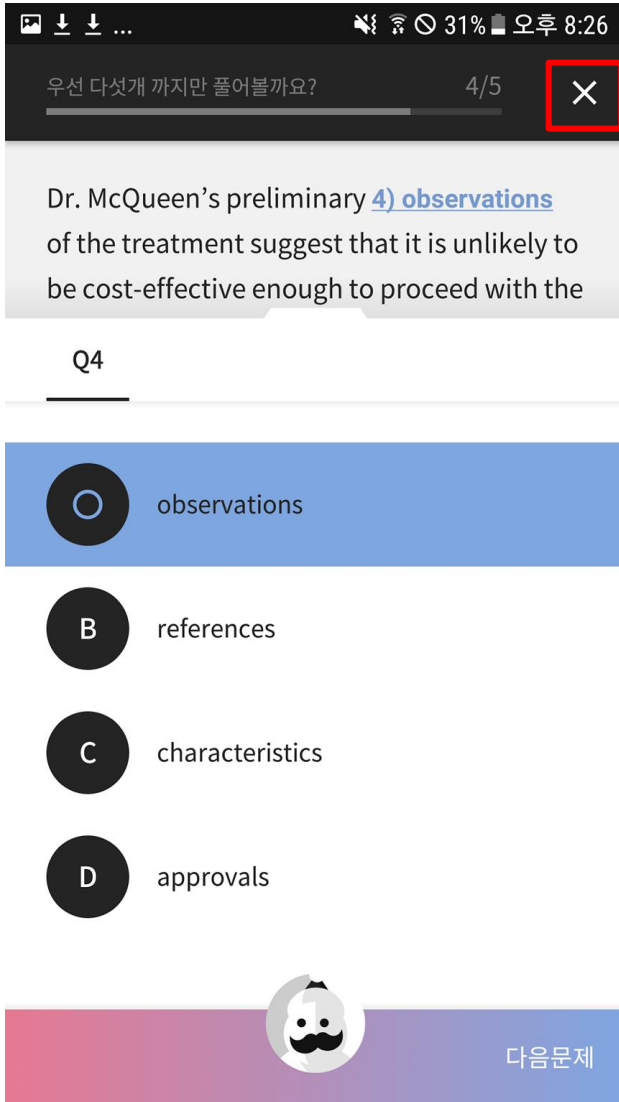 ... 31% 오후 8:26
우선 다섯개 까지만 풀어볼까요? 4/5
Dr. McQueen’s preliminary 4) observations
of the treatment suggest that it is unlikely to
be cost-effective enough to proceed with the
Q4
observations
B references
C characteristics
D approvals
다음문제